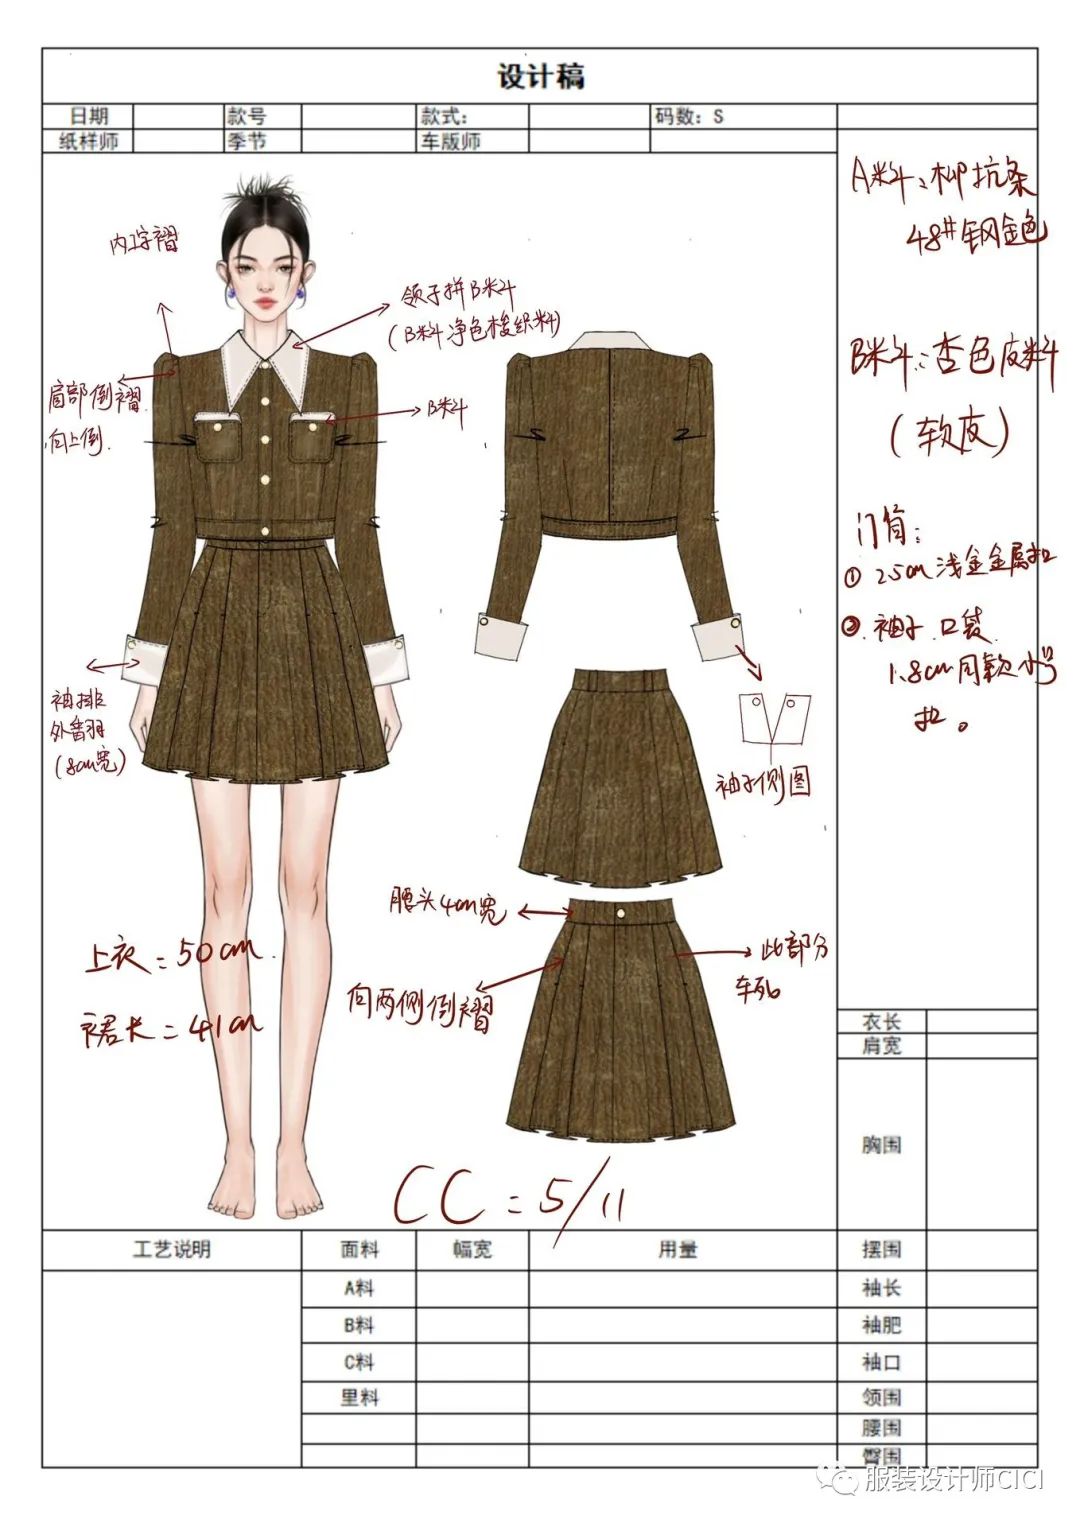 设计稿
日期
款号
款式：
码数：S
纸样师
季节
车版师
A料：柳坑条
48#钢金色
B料：杏色皮料
（软皮）
门筒：
① 2.5cm浅金金属扣
② 袖子 口袋
1.8cm同款小号
扣。
内工字褶
领子拼B料
（B料净色梭织料）
肩部倒褶
向上倒.
B料
袖排
外翻
（8cm宽）
袖子侧图
腰头4cm宽
向两侧倒褶
此部分
车死
上衣=50cm
裙长=41cm
CC=5/11
衣长
肩宽
胸围
工艺说明
面料
幅宽
用量
摆围
A料
袖长
B料
袖肥
C料
袖口
里料
领围
腰围
臀围
服装设计师CICI